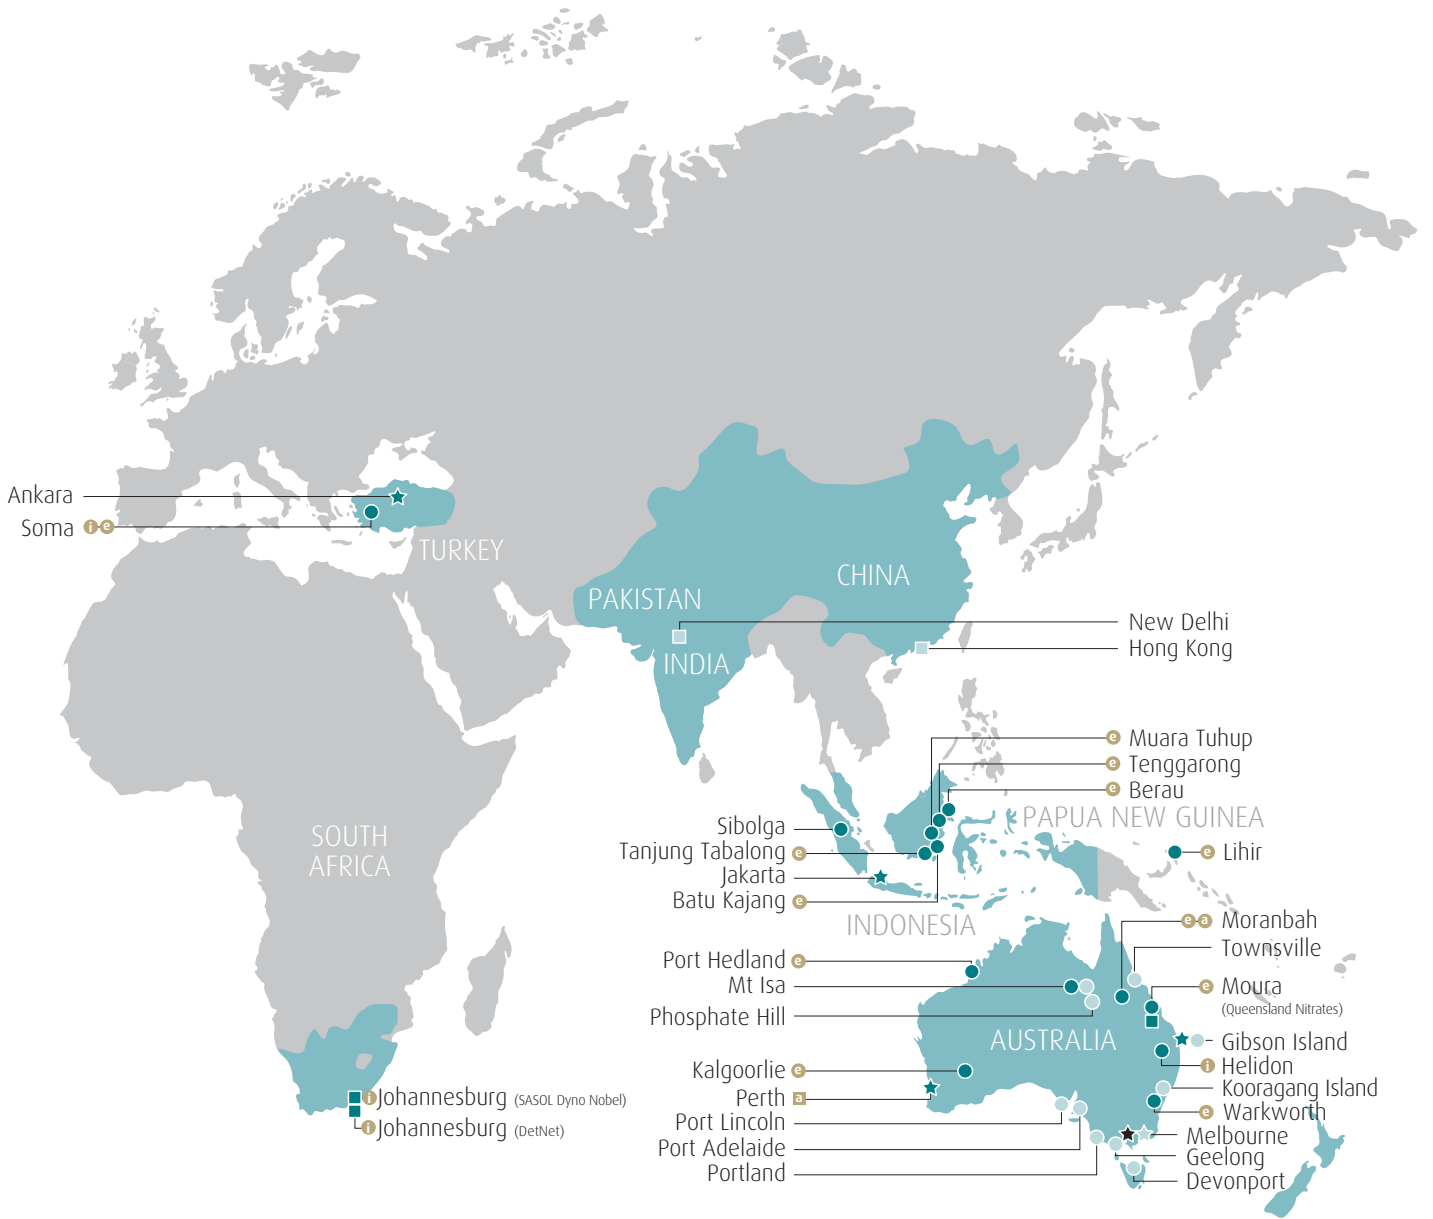 Ankara
Soma i e
TURKEY
CHINA
PAKISTAN
New Delhi
Hong Kong
INDIA
e Muara Tuhup
e Tenggarong
e Berau
PAPUA NEW GUINEA
SOUTH
AFRICA
Sibolga
Tanjung Tabalong e
Jakarta
Batu Kajang e
e Lihir
INDONESIA
e a Moranbah
Townsville
Port Hedland e
Mt Isa
Phosphate Hill
e Moura
(Queensland Nitrates)
AUSTRALIA
Gibson Island
i Helidon
Kalgoorlie e
Perth a
Kooragang Island
e Warkworth
i Johannesburg (SASOL Dyno Nobel)
i Johannesburg (DetNet)
Port Lincoln
Port Adelaide
Portland
Melbourne
Geelong
Devonport